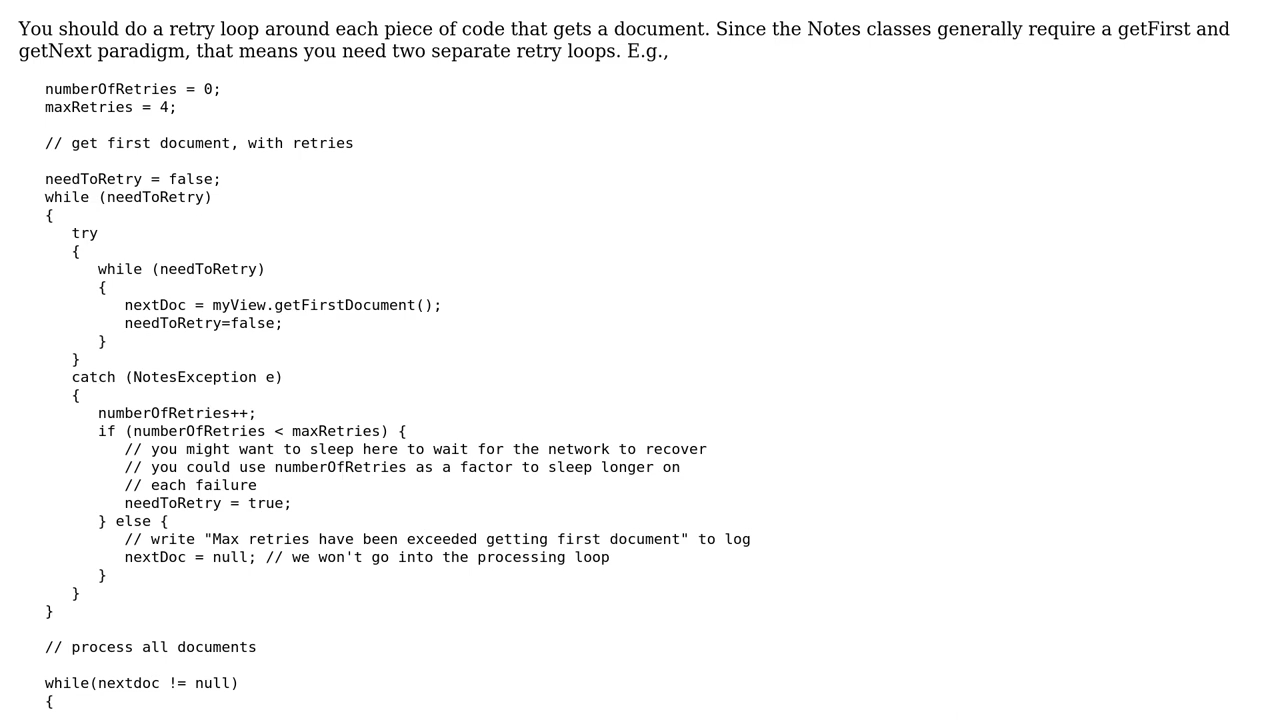 You should do a retry loop around each piece of code that gets a document. Since the Notes classes generally require a getFirst and
getNext paradigm, that means you need two separate retry loops. E.g.,
numberOfRetries = 0;
maxRetries = 4;
// get first document, with retries
needToRetry = false;
while (needToRetry)
{
try
{
while (needToRetry)
{
nextDoc = myView.getFirstDocument();
needToRetry=false;
}
}
catch (NotesException e)
{
numberOfRetries++;
if (numberOfRetries < maxRetries) {
// you might want to sleep here to wait for the network to recover
// you could use numberOfRetries as a factor to sleep longer on
// each failure
needToRetry = true;
} else {
// write "Max retries have been exceeded getting first document" to log
nextDoc = null; // we won't go into the processing loop
}
}
}
// process all documents
while(nextdoc != null)
{